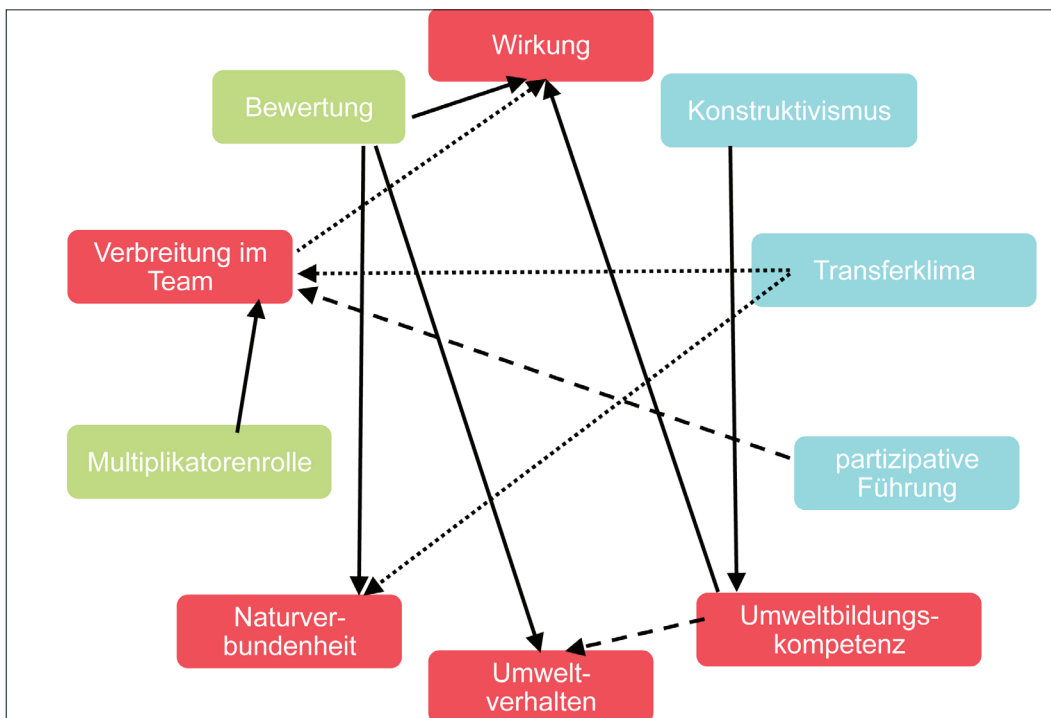 Wirkung
Bewertung
Konstruktivismus
Verbreitung im
Team
Transferklima
Multiplikatorenrolle
partizipative
Führung
Naturver-
bundenheit
Umweltbildungs-
kompetenz
Umwelt-
verhalten